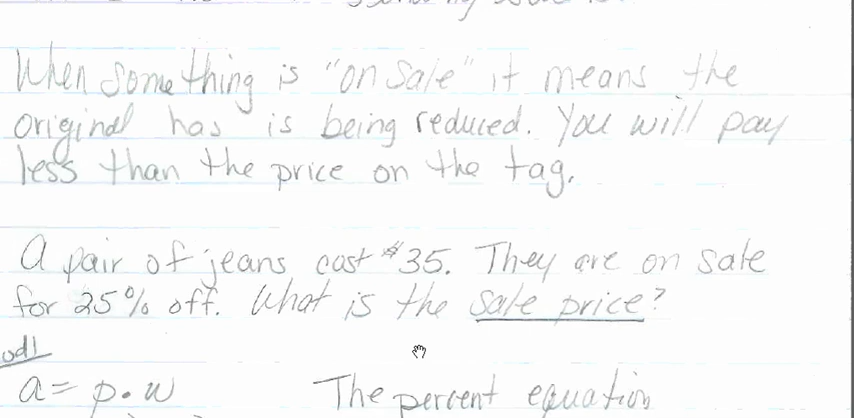 When something is "on sale" it means the
original has is being reduced. You will pay
less than the price on the tag.
A pair of jeans cost $35. They are on sale
for 25% off. What is the sale price?
a = p • w The percent equation